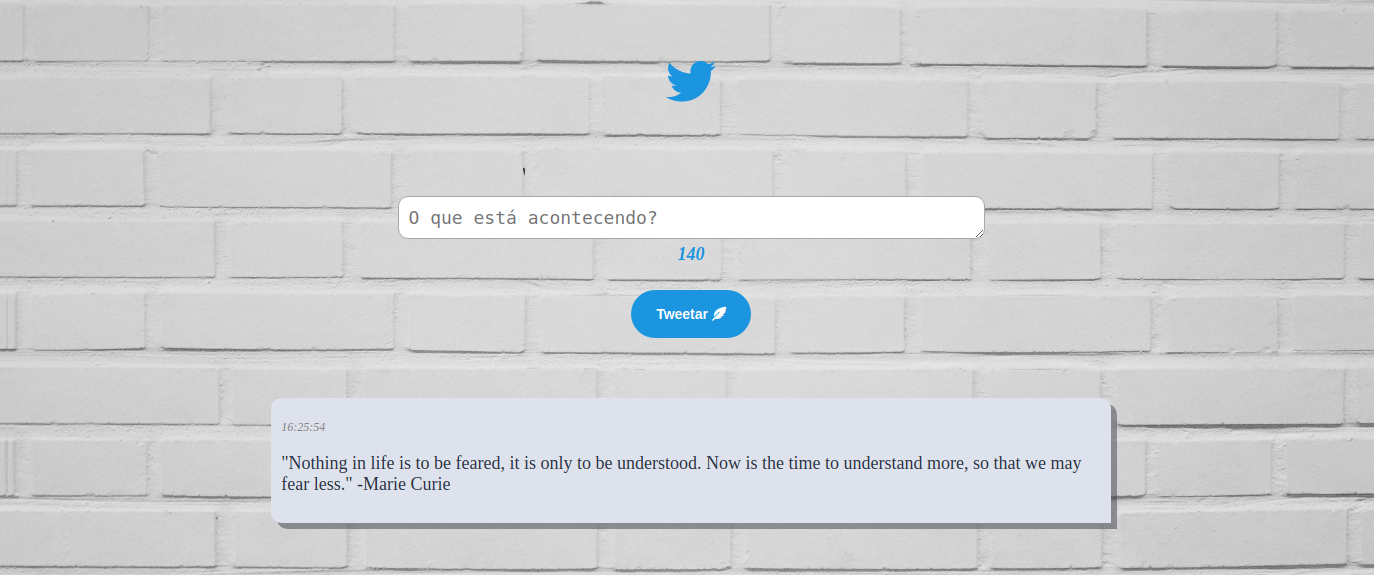 O que está acontecendo?
140
Tweetar
16:25:54
"Nothing in life is to be feared, it is only to be understood. Now is the time to understand more, so that we may
fear less." -Marie Curie